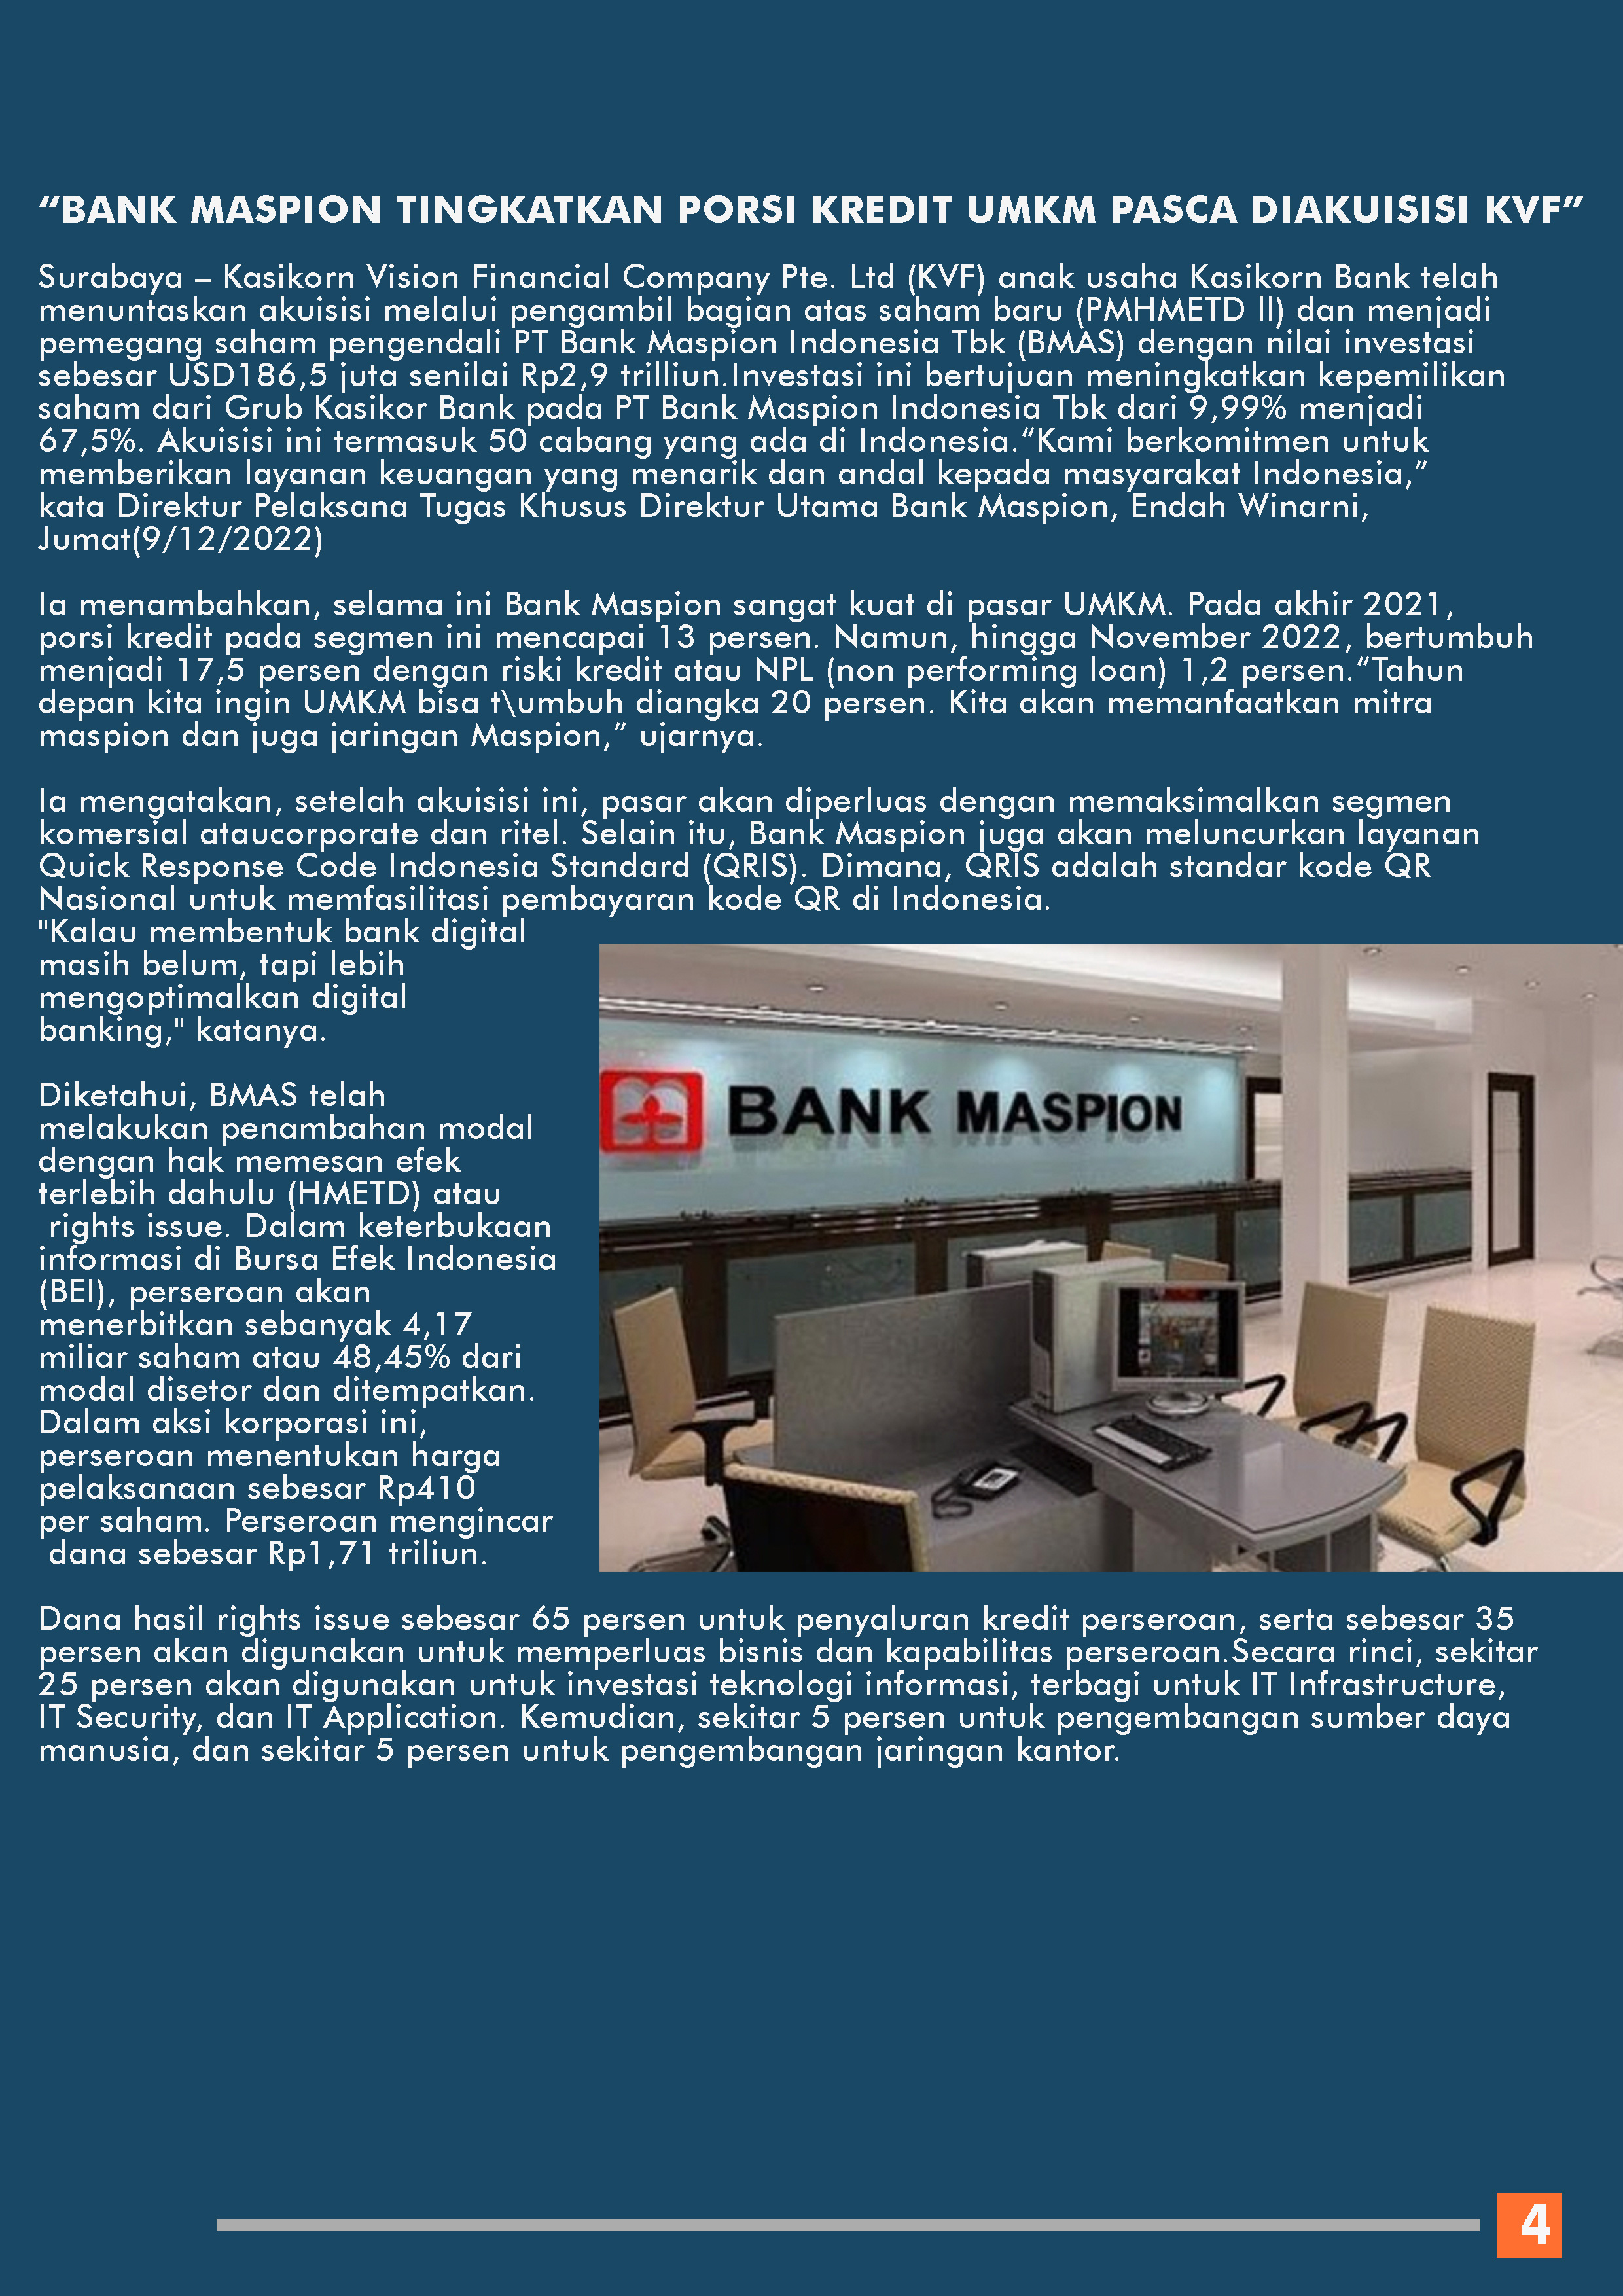 “BANK MASPION TINGKATKAN PORSI KREDIT UMKM PASCA DIAKUISISI KVF”
Surabaya – Kasikorn Vision Financial Company Pte. Ltd (KVF) anak usaha Kasikorn Bank telah
menuntaskan akuisisi melalui pengambil bagian atas saham baru (PMHMETD ll) dan menjadi
pemegang saham pengendali PT Bank Maspion Indonesia Tbk (BMAS) dengan nilai investasi
sebesar USD186,5 juta senilai Rp2,9 trilliun.Investasi ini bertujuan meningkatkan kepemilikan
saham dari Grub Kasikor Bank pada PT Bank Maspion Indonesia Tbk dari 9,99% menjadi
67,5%. Akuisisi ini termasuk 50 cabang yang ada di Indonesia.“Kami berkomitmen untuk
memberikan layanan keuangan yang menarik dan andal kepada masyarakat Indonesia,”
kata Direktur Pelaksana Tugas Khusus Direktur Utama Bank Maspion, Endah Winarni,
Jumat(9/12/2022)
Ia menambahkan, selama ini Bank Maspion sangat kuat di pasar UMKM. Pada akhir 2021,
porsi kredit pada segmen ini mencapai 13 persen. Namun, hingga November 2022, bertumbuh
menjadi 17,5 persen dengan riski kredit atau NPL (non performing loan) 1,2 persen.“Tahun
depan kita ingin UMKM bisa t\umbuh diangka 20 persen. Kita akan memanfaatkan mitra
maspion dan juga jaringan Maspion,” ujarnya.
Ia mengatakan, setelah akuisisi ini, pasar akan diperluas dengan memaksimalkan segmen
komersial ataucorporate dan ritel. Selain itu, Bank Maspion juga akan meluncurkan layanan
Quick Response Code Indonesia Standard (QRIS). Dimana, QRIS adalah standar kode QR
Nasional untuk memfasilitasi pembayaran kode QR di Indonesia.
"Kalau membentuk bank digital
masih belum, tapi lebih
mengoptimalkan digital
banking," katanya.
Diketahui, BMAS telah
melakukan penambahan modal
dengan hak memesan efek
terlebih dahulu (HMETD) atau
rights issue. Dalam keterbukaan
informasi di Bursa Efek Indonesia
(BEI), perseroan akan
menerbitkan sebanyak 4,17
miliar saham atau 48,45% dari
modal disetor dan ditempatkan.
Dalam aksi korporasi ini,
perseroan menentukan harga
pelaksanaan sebesar Rp410
per saham. Perseroan mengincar
dana sebesar Rp1,71 triliun.
BANK MASPION
Dana hasil rights issue sebesar 65 persen untuk penyaluran kredit perseroan, serta sebesar 35
persen akan digunakan untuk memperluas bisnis dan kapabilitas perseroan.Secara rinci, sekitar
25 persen akan digunakan untuk investasi teknologi informasi, terbagi untuk IT Infrastructure,
IT Security, dan IT Application. Kemudian, sekitar 5 persen untuk pengembangan sumber daya
manusia, dan sekitar 5 persen untuk pengembangan jaringan kantor.
4